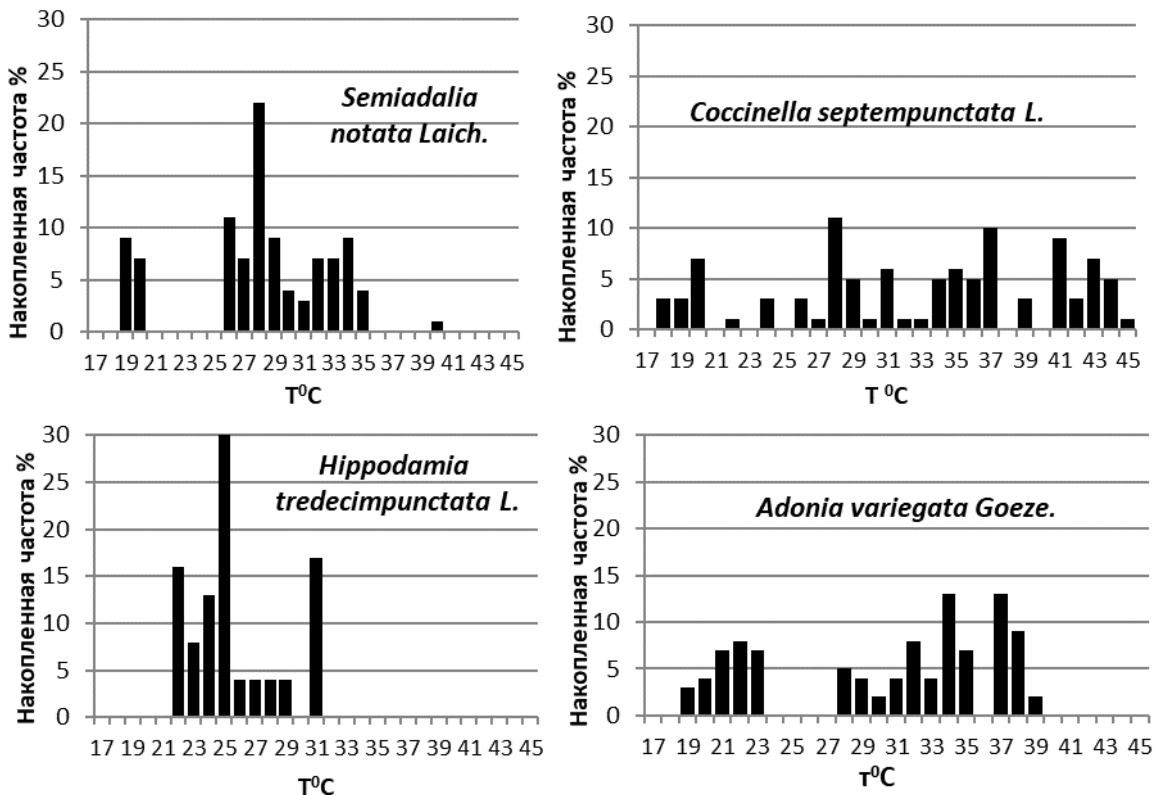 Накопленная частота %
30
25
20
15
10
5
0
Semiadalia
notata Laich.
17 19 21 23 25 27 29 31 33 35 37 39 41 43 45
T⁰C
Накопленная частота %
30
25
20
15
10
5
0
Coccinella septempunctata L.
17 19 21 23 25 27 29 31 33 35 37 39 41 43 45
T ⁰C
Накопленная частота %
30
25
20
15
10
5
0
Hippodamia
tredecimpunctata L.
17 19 21 23 25 27 29 31 33 35 37 39 41 43 45
T⁰C
Накопленная частота %
30
25
20
15
10
5
0
Adonia variegata Goeze.
17 19 21 23 25 27 29 31 33 35 37 39 41 43 45
т⁰C